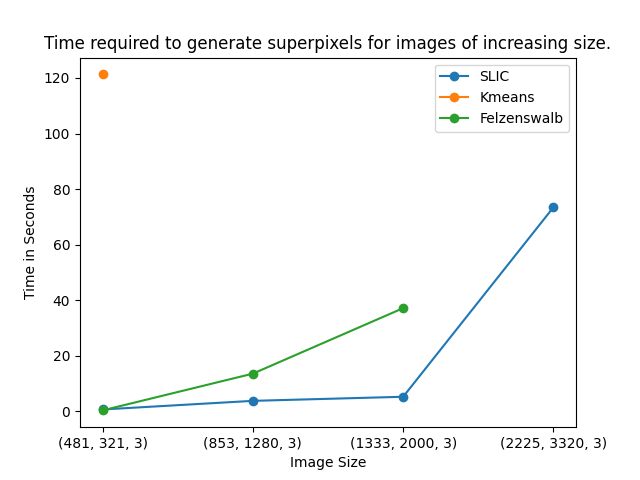 Time required to generate superpixels for images of increasing size.
SLIC
Kmeans
Felzenswalb
120
100
80
60
40
20
0
Time in Seconds
(481, 321, 3) (853, 1280, 3) (1333, 2000, 3) (2225, 3320, 3)
Image Size